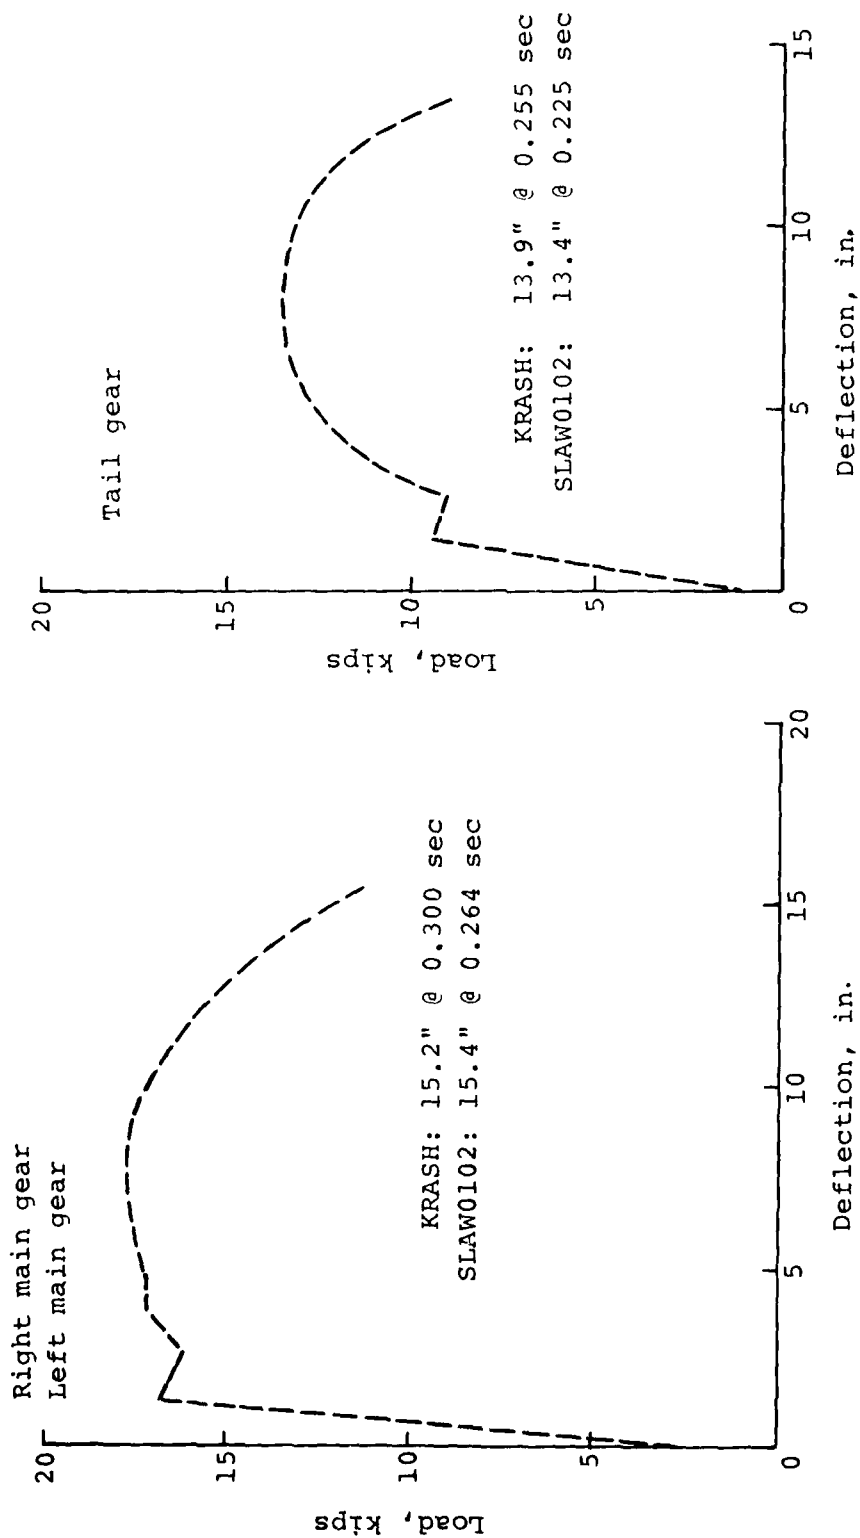 Right main gear
Left main gear
Load, kips
20
15
10
5
0
5
10
15
20
Deflection, in.
KRASH: 15.2" @ 0.300 sec
SLAW0102: 15.4" @ 0.264 sec
Tail gear
Load, kips
20
15
10
5
0
5
10
15
Deflection, in.
KRASH: 13.9" @ 0.255 sec
SLAW0102: 13.4" @ 0.225 sec